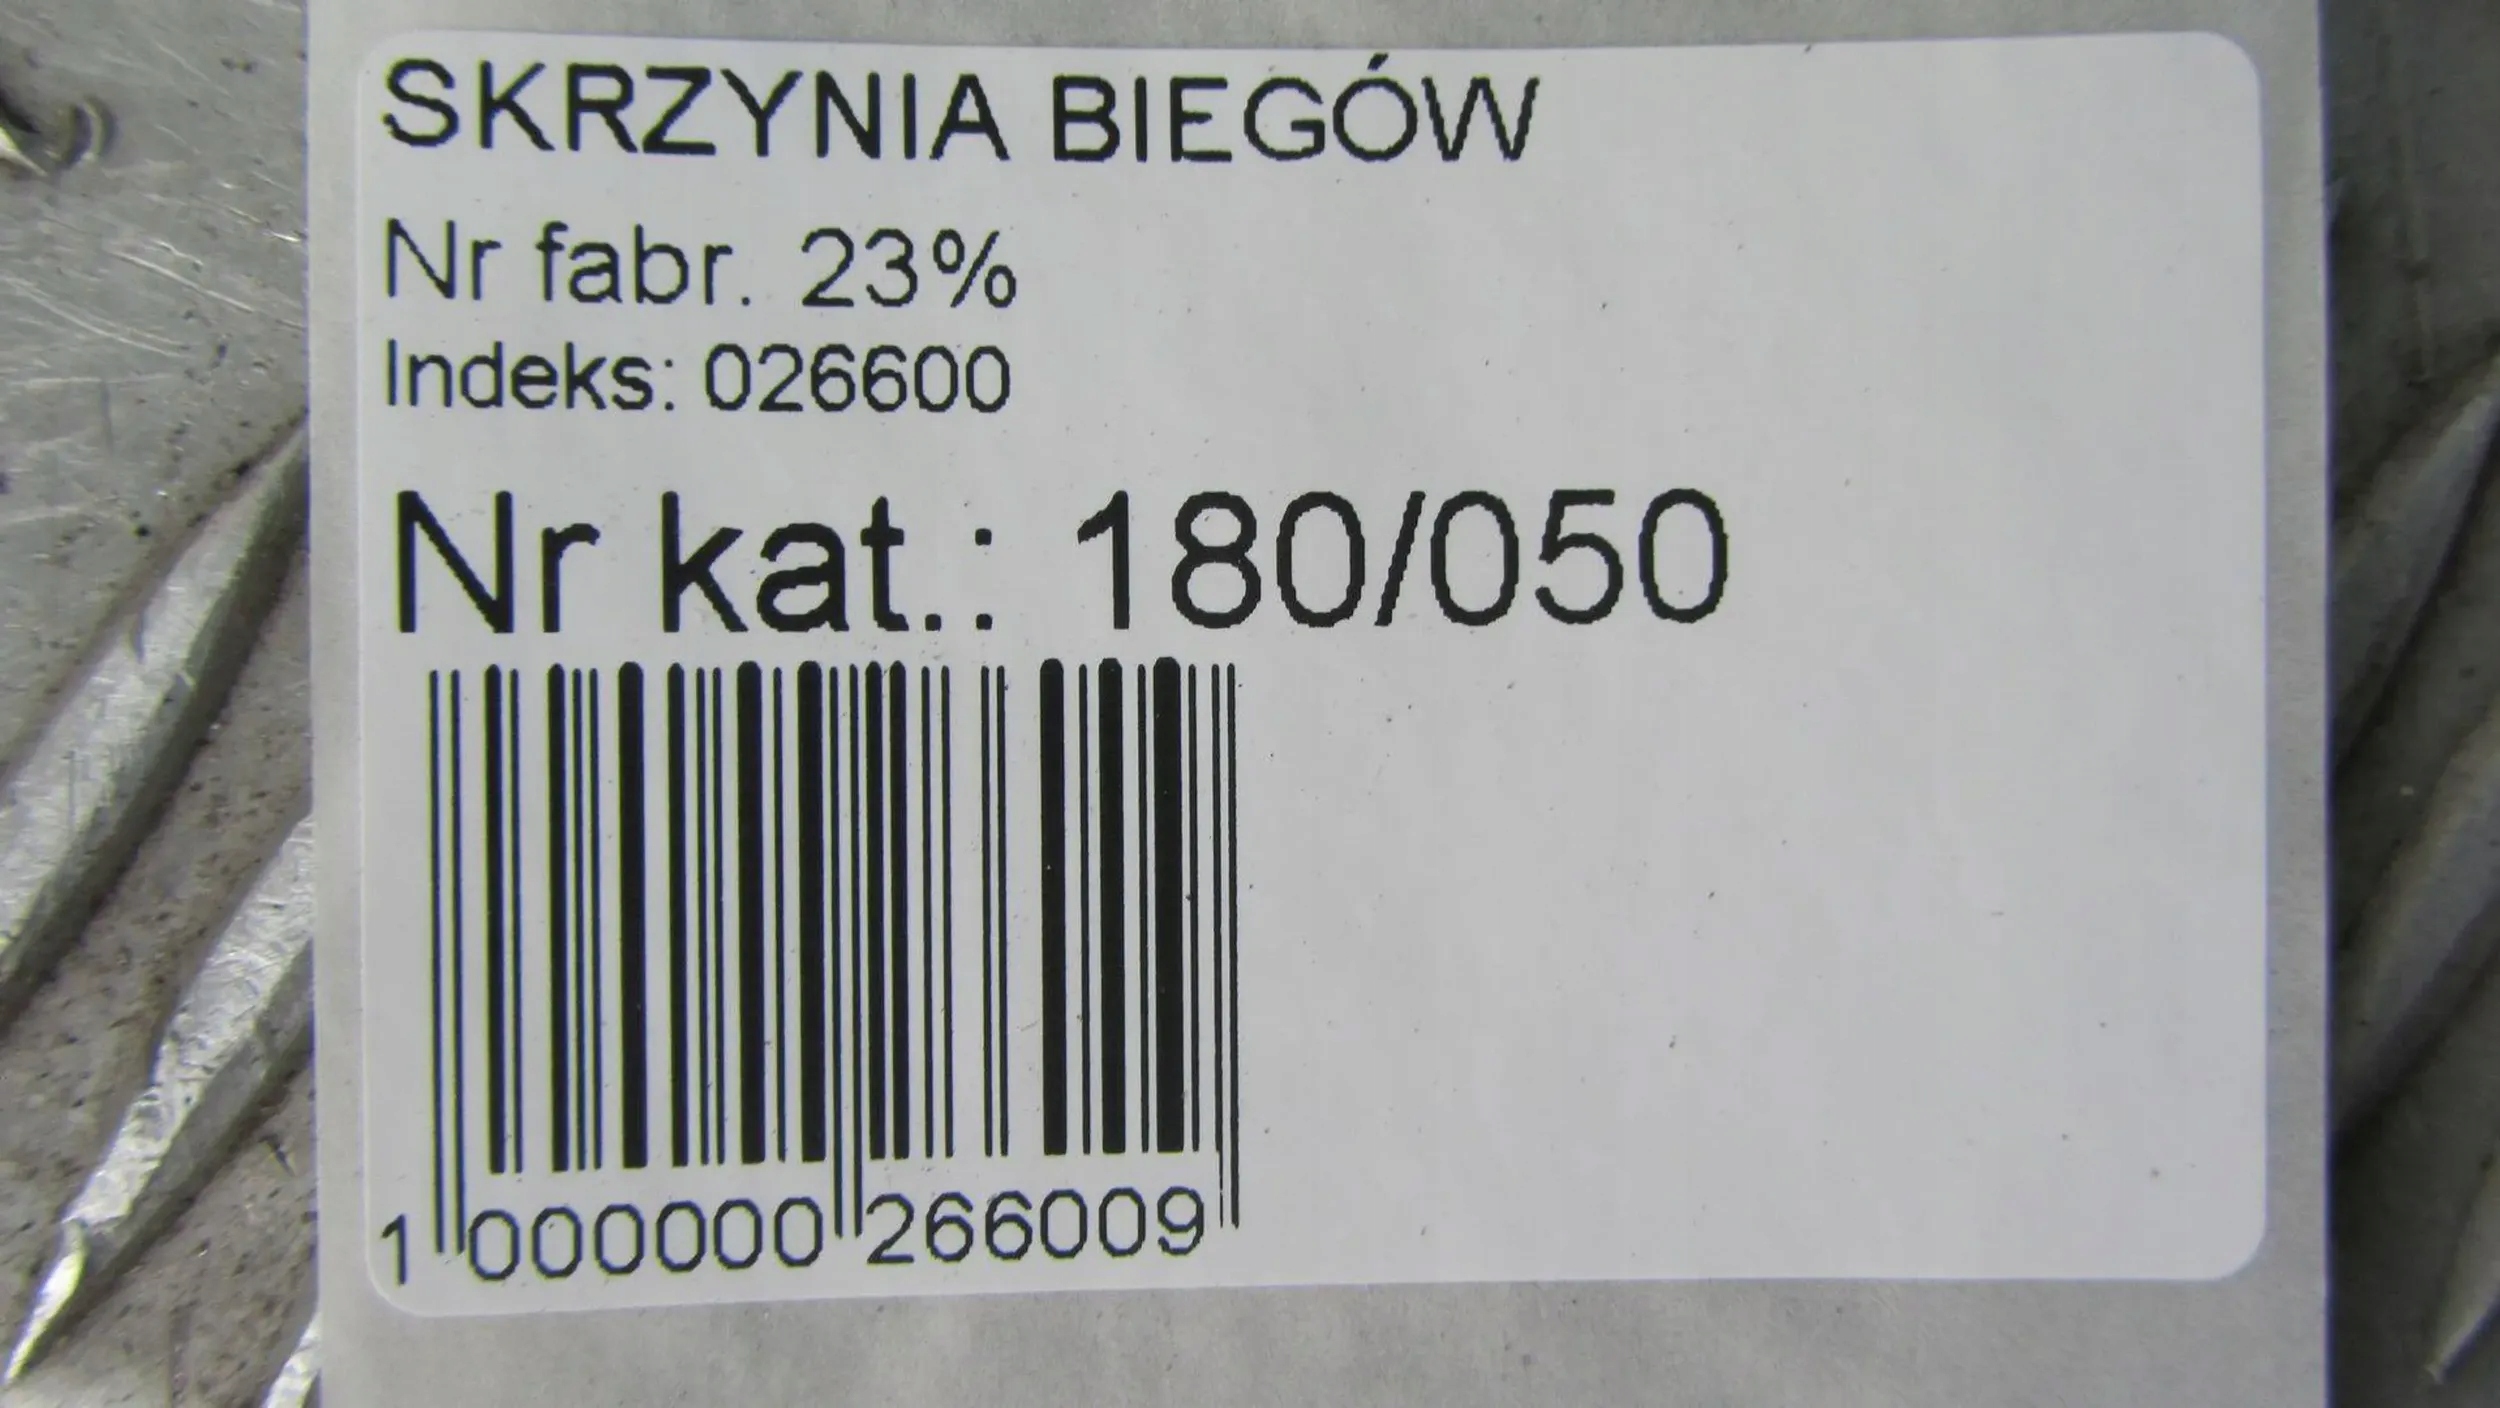 SKRZYNIA BIEGÓW
Nr fabr. 23%
Indeks: 026600
Nr kat.: 180/050
1 000000 266009